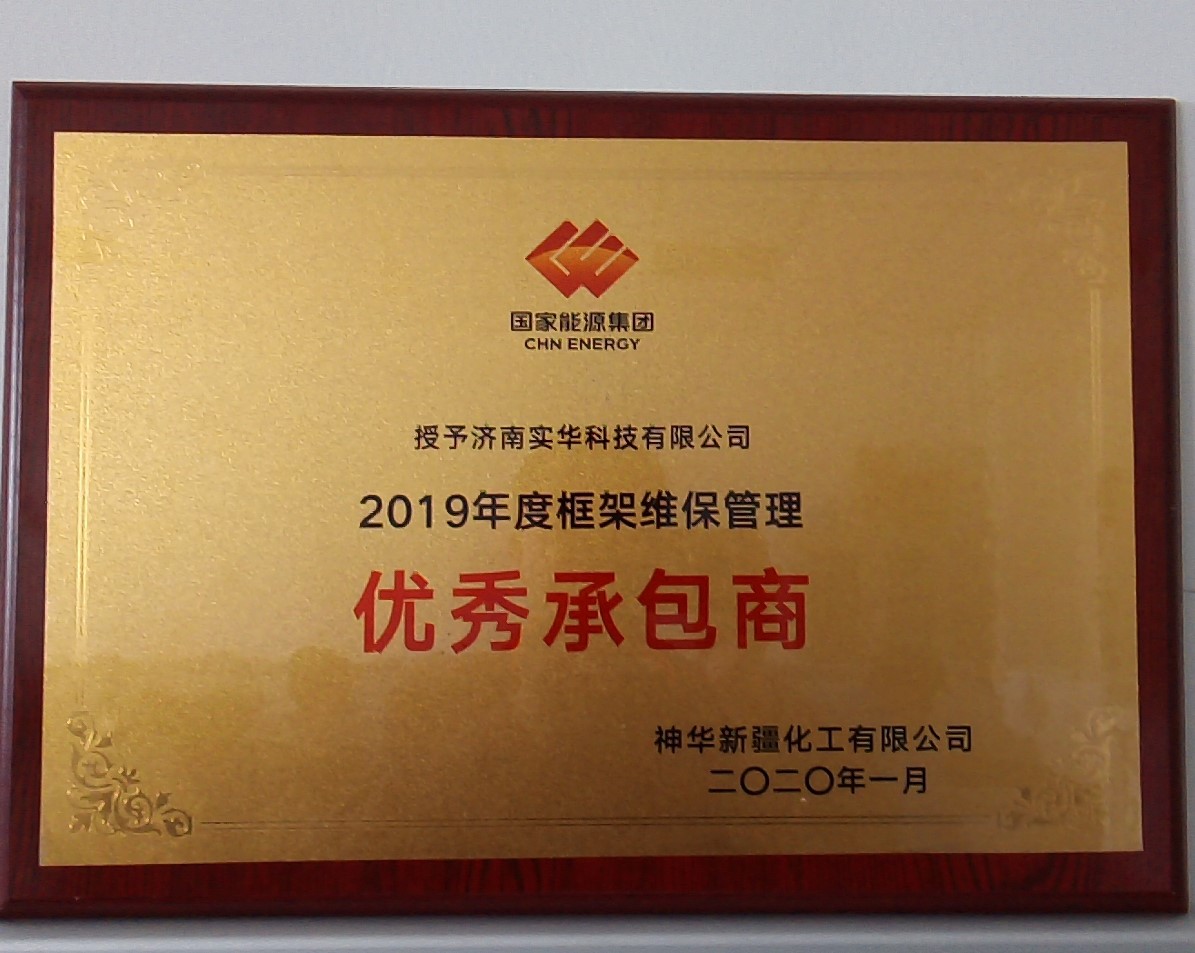 国家能源集团
CHN ENERGY
授予济南实华科技有限公司
2019年度框架维保管理
优秀承包商
神华新疆化工有限公司
二〇二〇年一月